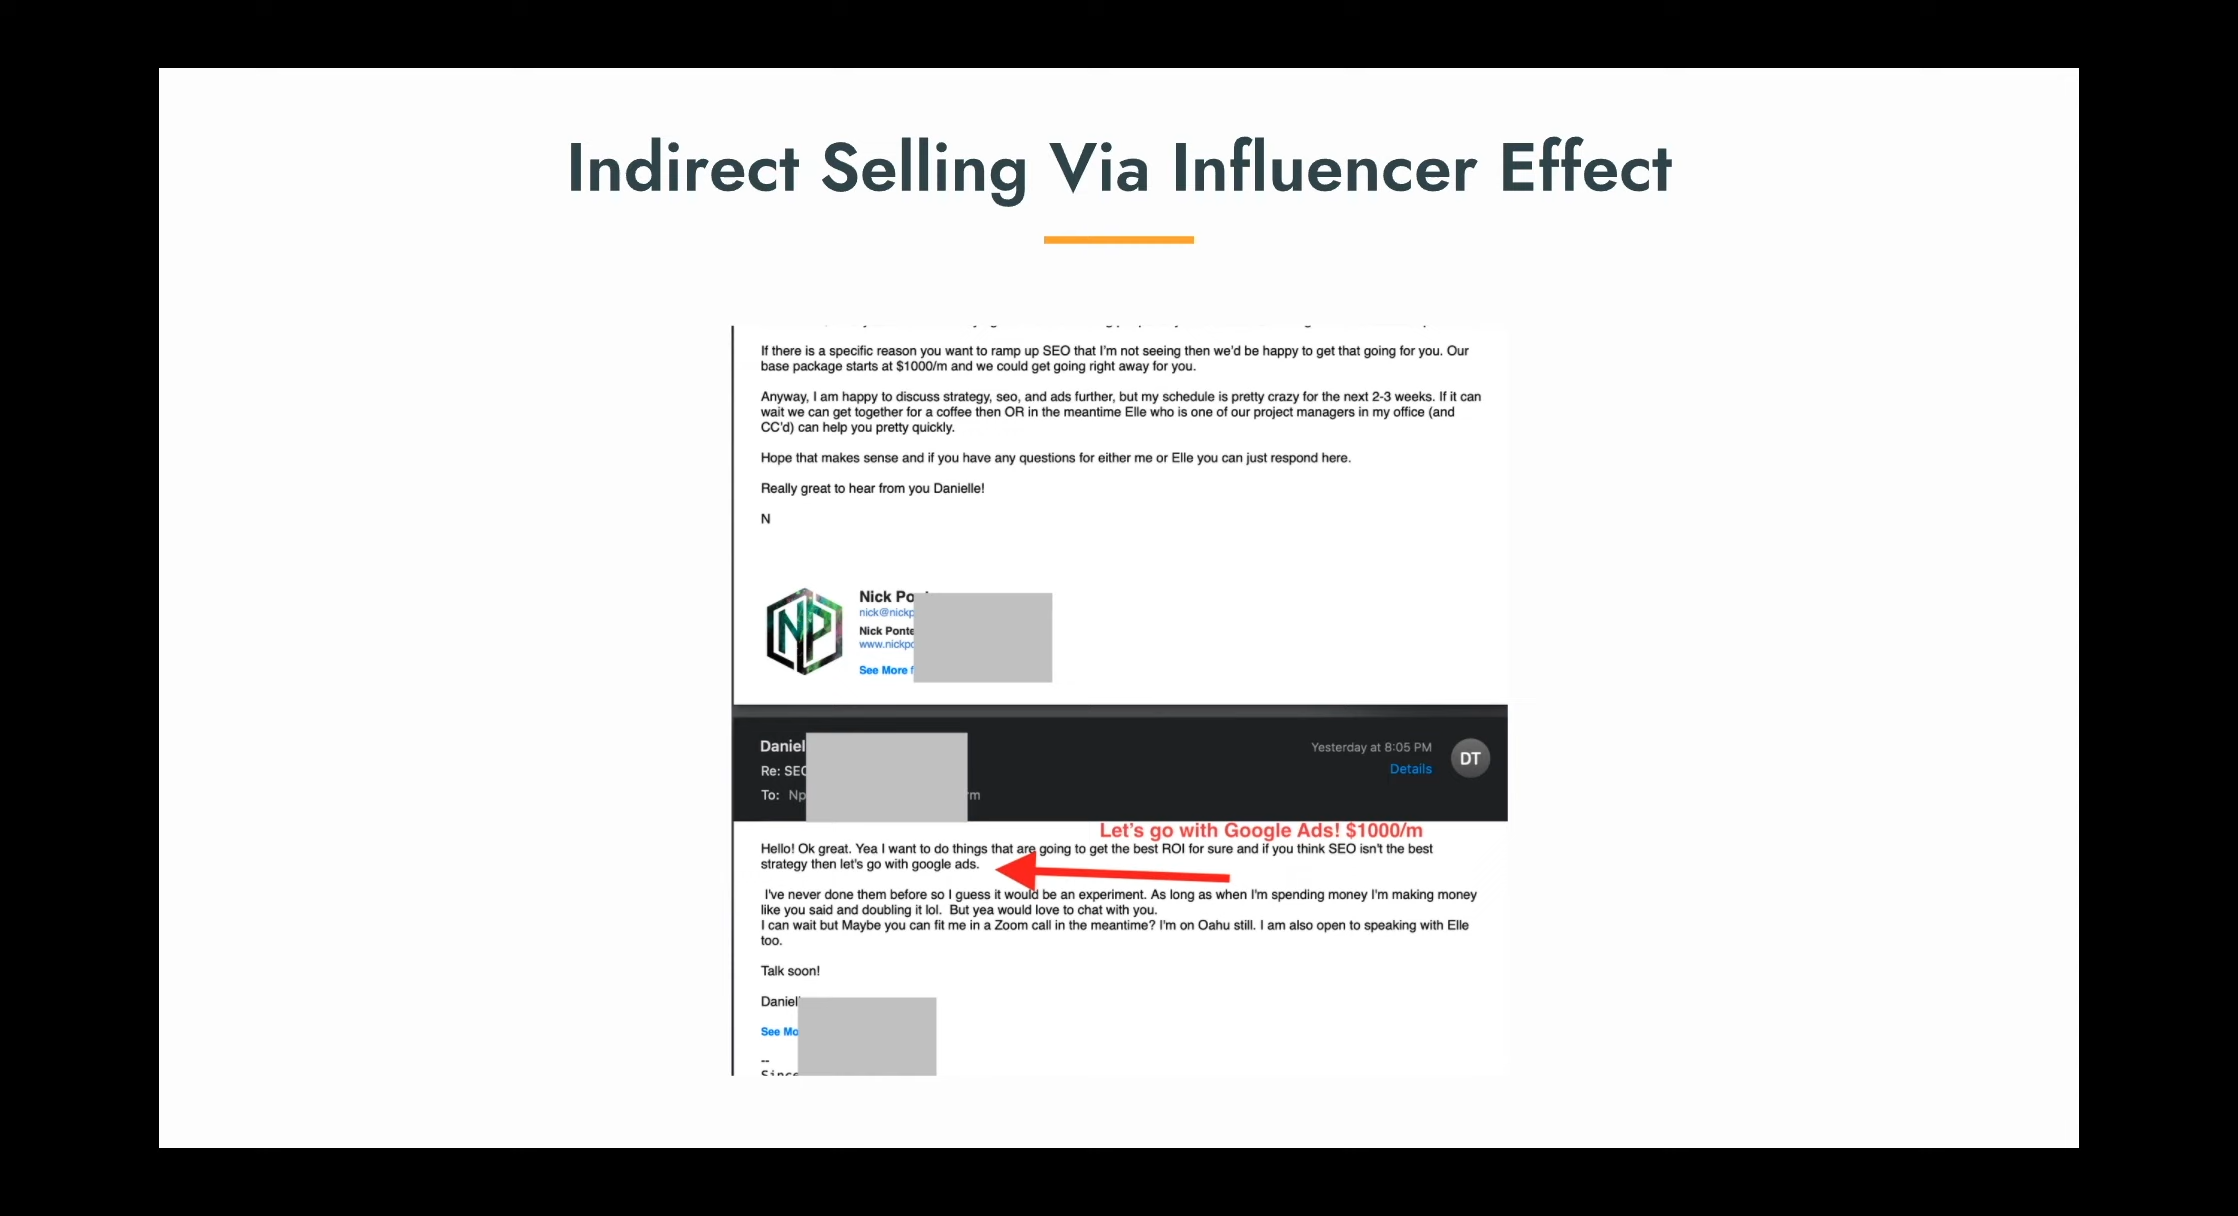 Indirect Selling Via Influencer Effect
If there is a specific reason you want to ramp up SEO that I'm not seeing then we'd be happy to get that going for you. Our
base package starts at $1000/m and we could get going right away for you.
Anyway, I am happy to discuss strategy, seo, and ads further, but my schedule is pretty crazy for the next 2-3 weeks. If it can
wait we can get together for a coffee then OR in the meantime Elle who is one of our project managers in my office (and
CC'd) can help you pretty quickly.
Hope that makes sense and if you have any questions for either me or Elle you can just respond here.
Really great to hear from you Danielle!
N
NP
Nick Po
nick@nickp
Nick Ponte
www.nickpo
See More f
Daniel
Yesterday at 8:05 PM
DT
Re: SEO
Details
To: Np
rm
Let's go with Google Ads! $1000/m
Hello! Ok great. Yea I want to do things that are going to get the best ROI for sure and if you think SEO isn't the best
strategy then let's go with google ads.
I've never done them before so I guess it would be an experiment. As long as when I'm spending money I'm making money
like you said and doubling it lol. But yea would love to chat with you.
I can wait but Maybe you can fit me in a Zoom call in the meantime? I'm on Oahu still. I am also open to speaking with Elle
too.
Talk soon!
Daniel
See Mo
--
Since